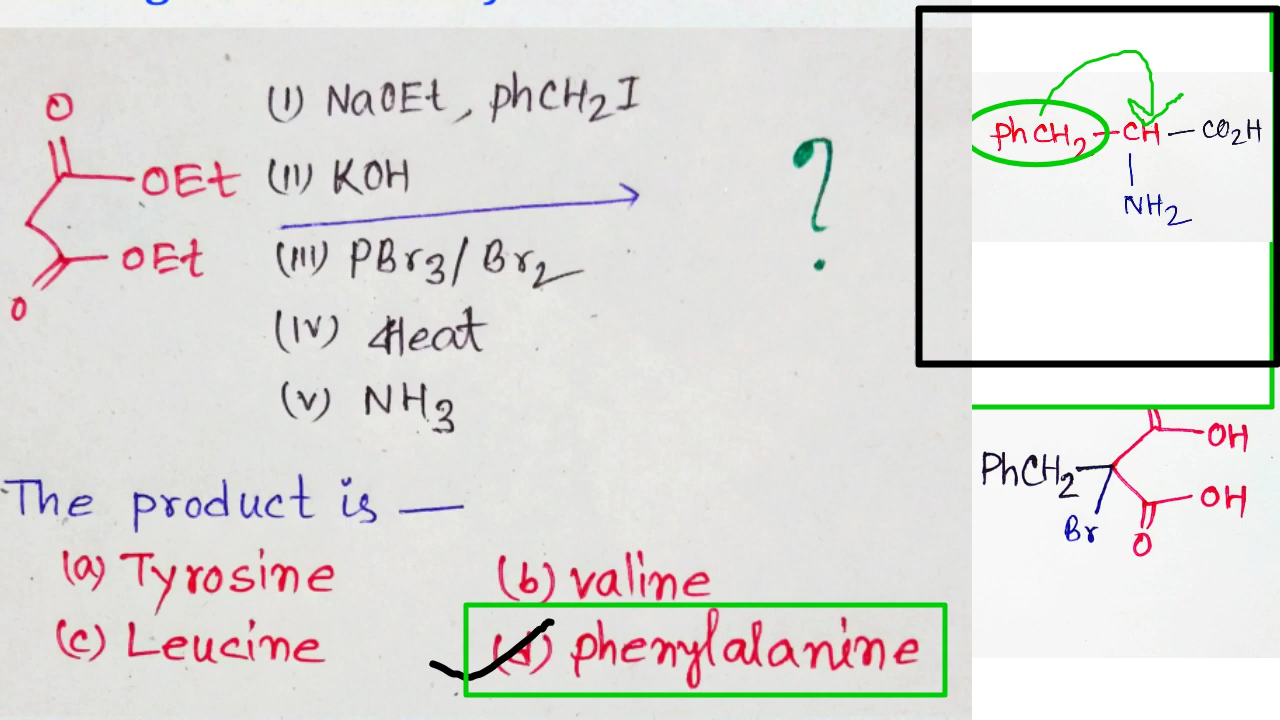 O
OEt
OEt
O
(I) NaOEt, phCH2I
(II) KOH
(III) PBr3/Br2
(IV) Heat
(V) NH3
?
The product is —
(a) Tyrosine
(b) valine
(c) Leucine
(d) phenylalanine
PhCH2–CH–CO2H
NH2
OH
PhCH2
OH
Br
O